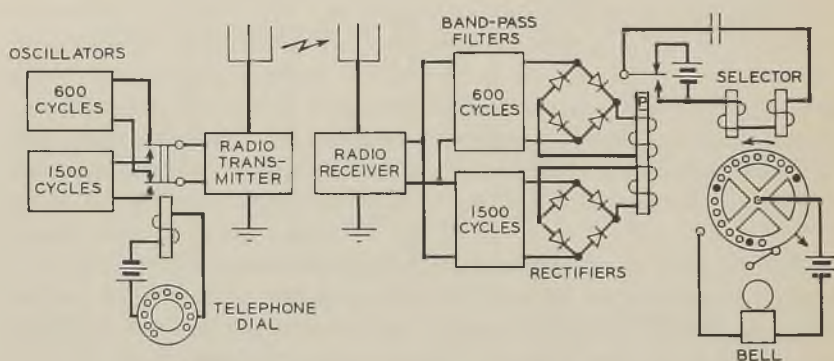 OSCILLATORS
600
CYCLES
1500
CYCLES
RADIO
TRANS-
MITTER
TELEPHONE
DIAL
RADIO
RECEIVER
BAND-PASS
FILTERS
600
CYCLES
1500
CYCLES
RECTIFIERS
P
SELECTOR
BELL